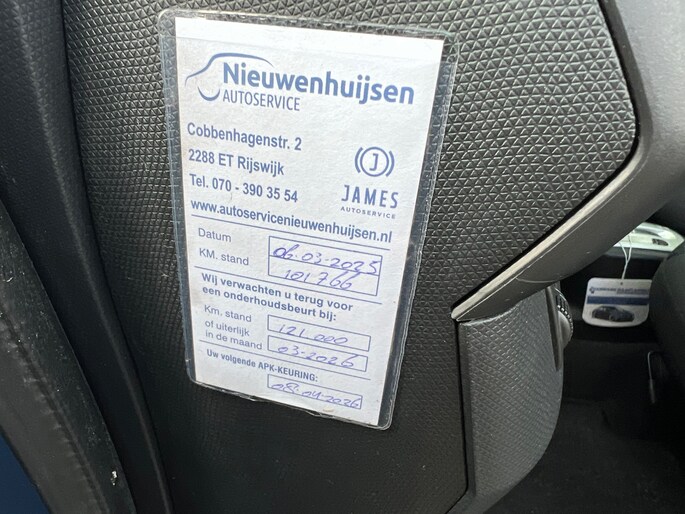 Nieuwenhuijsen
AUTOSERVICE
Cobbenhagenstr. 2
2288 ET Rijswijk
Tel. 070 - 390 35 54
J
JAMES
AUTOSERVICE
www.autoservicenieuwenhuijsen.nl
Datum 06-03-2025
KM. stand 101766
Wij verwachten u terug voor
een onderhoudsbeurt bij:
Km. stand 121.000
of uiterlijk
in de maand 03-2026
Uw volgende APK-KEURING:
08-04-2026